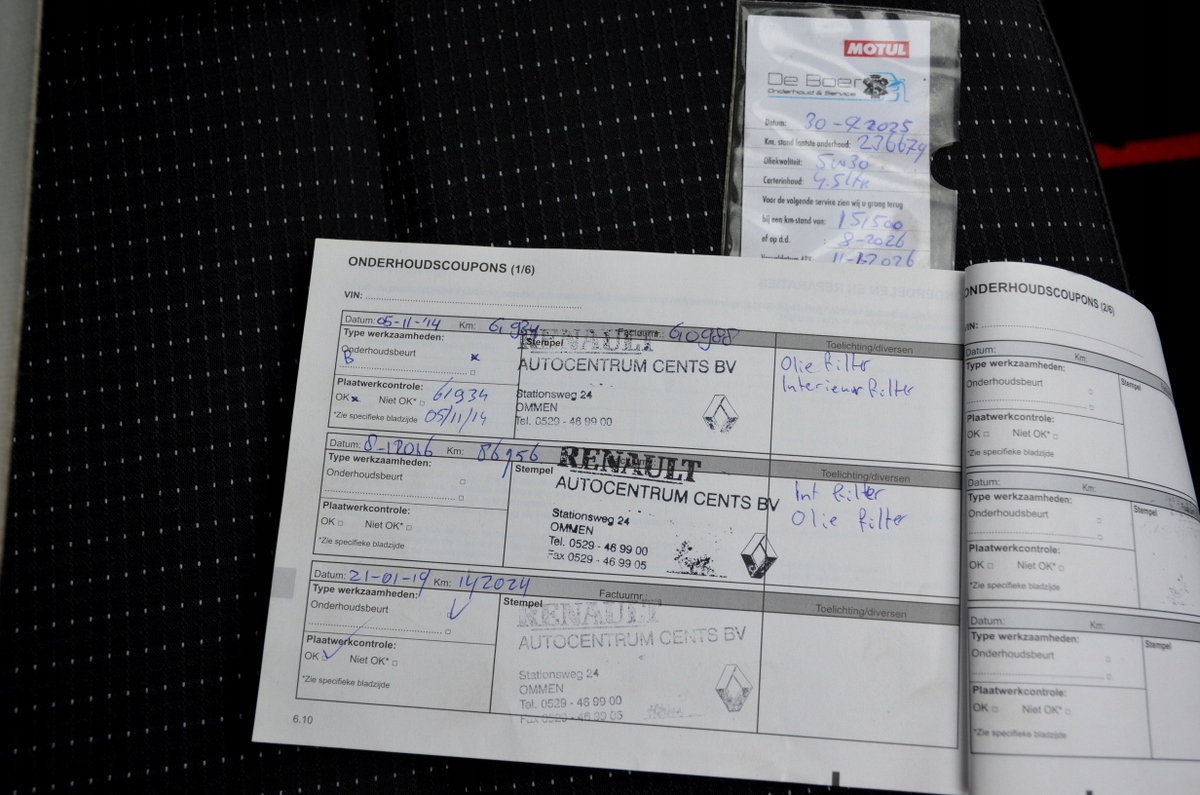 MOTUL
De Boer
Onderhoud & Service
Datum: 30-9-2025
Km. stand laatste onderhoud: 236679
Oliekwaliteit: 5W30
Carterinhoud: 4.5 Ltr
Voor de volgende service zien wij u graag terug
bij een km-stand van: 151500
of op d.d. : 8-2026
ONDERHOUDSCOUPONS (1/6)
VIN:
Datum: 05-11-'14 Km: 61934 Factuurnr.: 60988
Type werkzaamheden: Stempel Toelichting/diversen
Onderhoudsbeurt
B
RENAULT
AUTOCENTRUM CENTS BV
Stationsweg 24
OMMEN
Tel. 0529 - 46 99 00
Olie filter
Interieur filter
Plaatwerkcontrole:
OK Niet OK* 61934
*Zie specifieke bladzijde 05/11/14
Datum: 8-12016 Km: 86956
Type werkzaamheden: Stempel Toelichting/diversen
Onderhoudsbeurt
RENAULT
AUTOCENTRUM CENTS BV
Stationsweg 24
OMMEN
Tel. 0529 - 46 99 00
Fax 0529 - 46 99 05
Int filter
Olie filter
Plaatwerkcontrole:
OK Niet OK*
*Zie specifieke bladzijde
Datum: 21-01-19 Km: 142024 Factuurnr.:
Type werkzaamheden: Stempel Toelichting/diversen
Onderhoudsbeurt
RENAULT
AUTOCENTRUM CENTS BV
Stationsweg 24
OMMEN
Tel. 0529 - 46 99 00
Fax 0529 - 46 99 05
Plaatwerkcontrole:
OK Niet OK*
*Zie specifieke bladzijde
6.10
ONDERHOUDSCOUPONS (2/6)
VIN:
Datum: Km:
Type werkzaamheden: Stempel
Onderhoudsbeurt
Plaatwerkcontrole:
OK Niet OK*
*Zie specifieke bladzijde
Datum: Km:
Type werkzaamheden: Stempel
Onderhoudsbeurt
Plaatwerkcontrole:
OK Niet OK*
*Zie specifieke bladzijde
Datum: Km:
Type werkzaamheden: Stempel
Onderhoudsbeurt
Plaatwerkcontrole:
OK Niet OK*
*Zie specifieke bladzijde